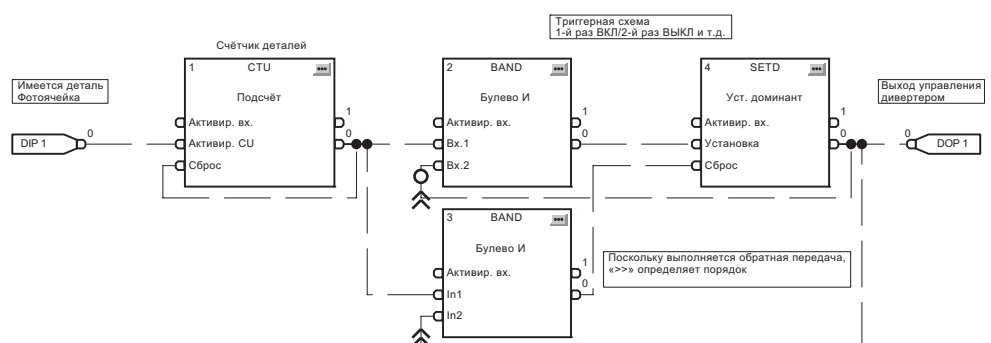 Триггерная схема
1-й раз ВКЛ/2-й раз ВЫКЛ и т.д.
Счётчик деталей
1 CTU
2 BAND
4 SETD
Имеется деталь
Фотоячейка
Подсчёт
Булево И
Уст. доминант
Выход управления
дивертером
Активир. вх. 1
Активир. вх. 1
Активир. вх. 1
DIP 1 0
Активир. CU 0
Вх.1 0
Установка 0
0 DOP 1
Сброс
Вх.2
Сброс
3 BAND
Булево И
Поскольку выполняется обратная передача,
«>>» определяет порядок
Активир. вх. 1
In1 0
In2